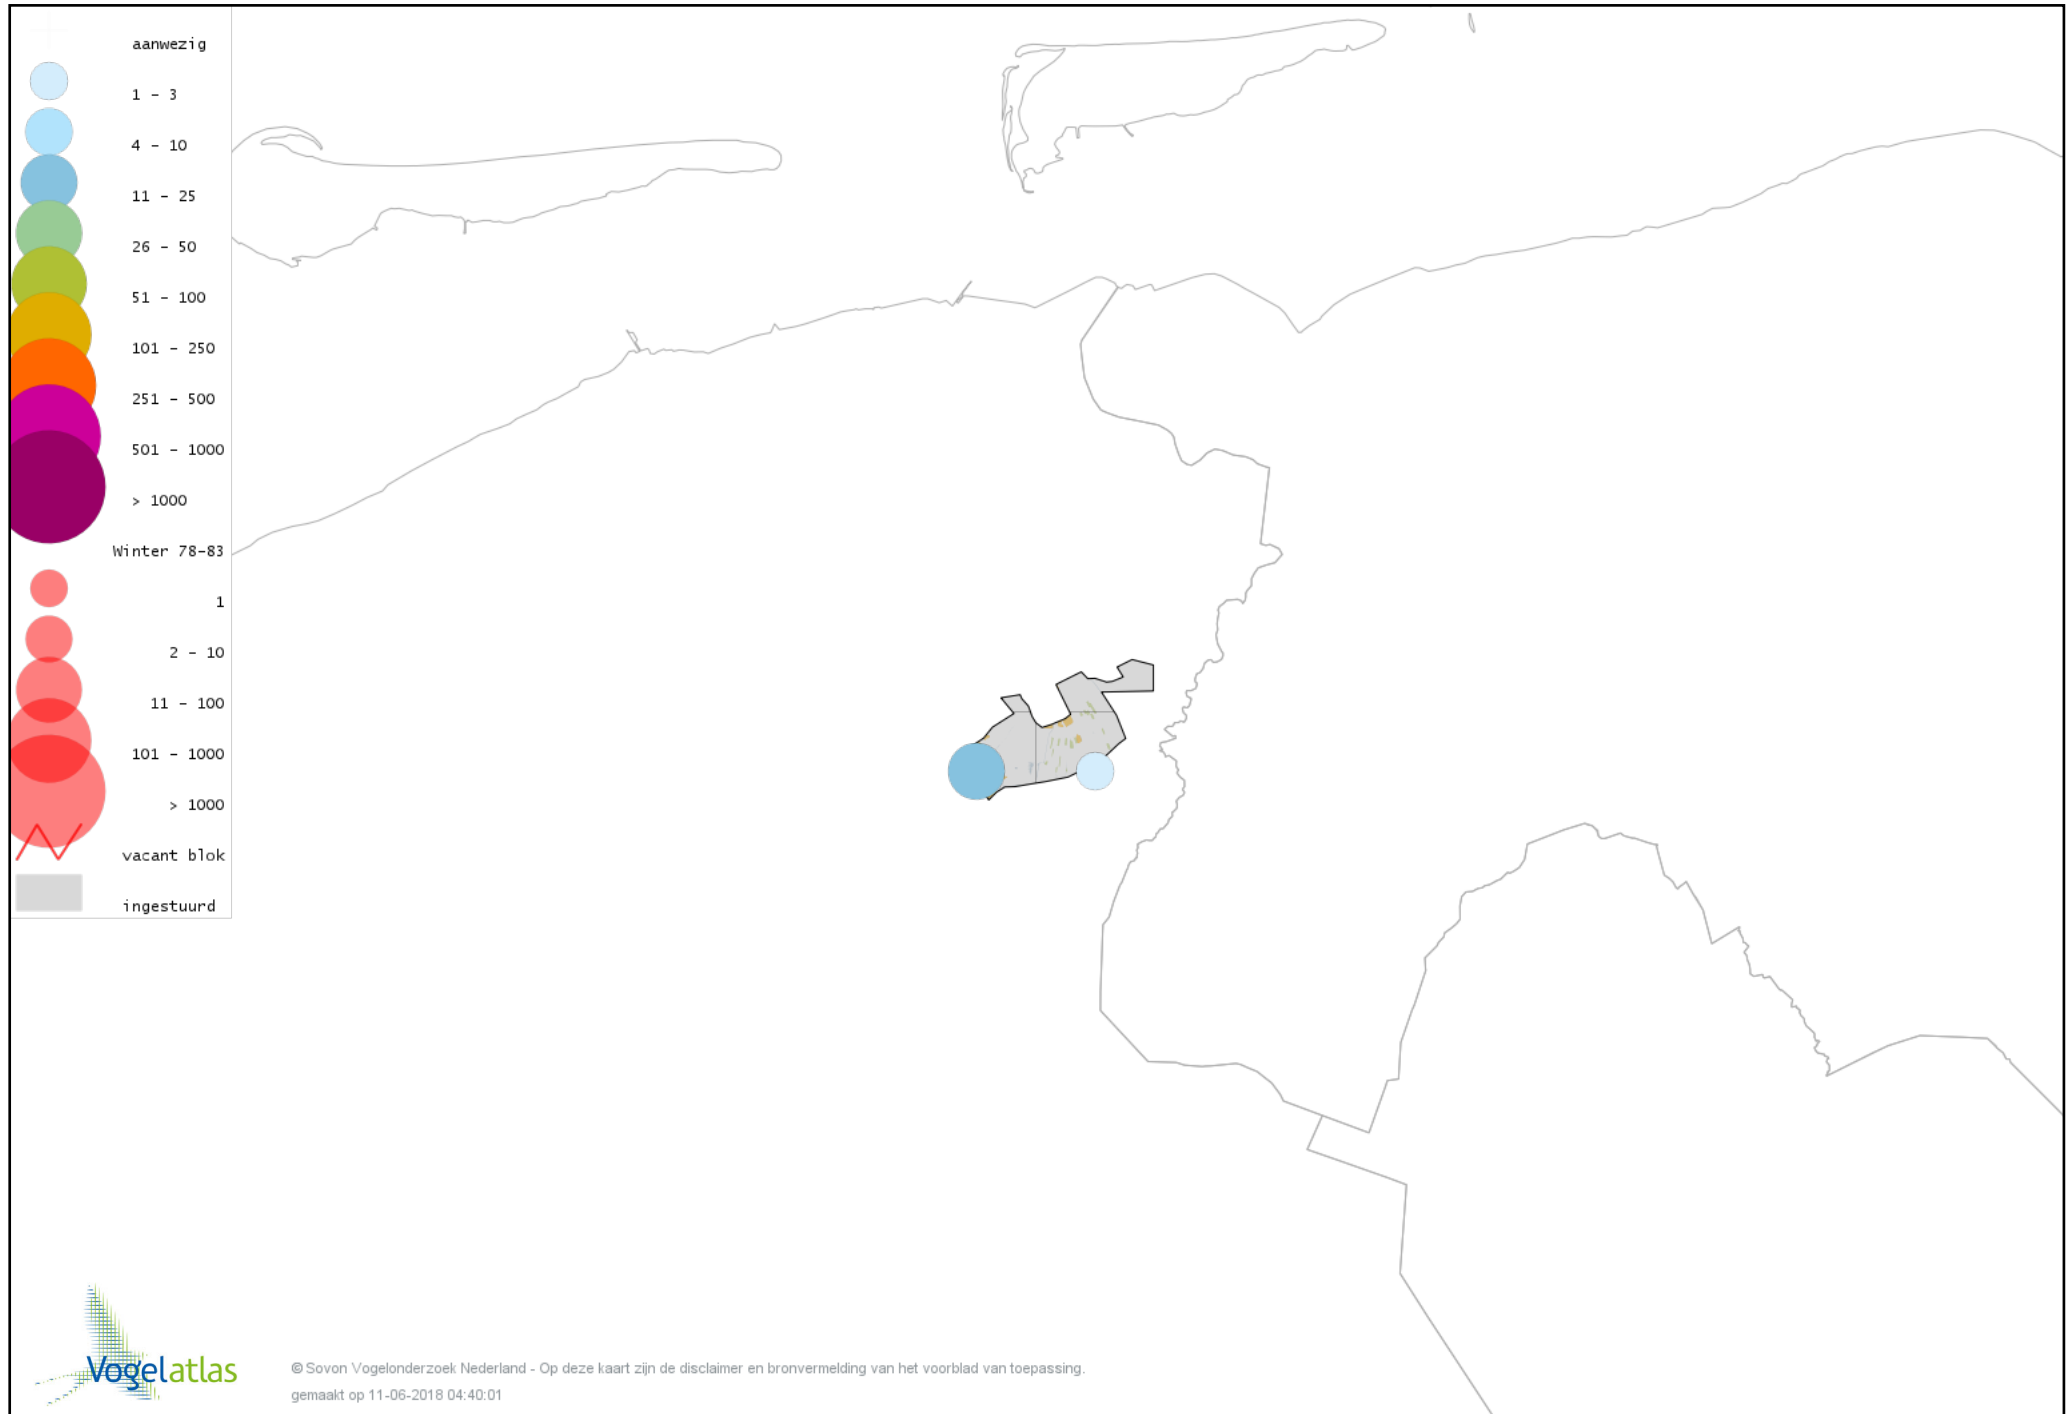 aanwezig
1 – 3
4 – 10
11 – 25
26 – 50
51 – 100
101 – 250
251 – 500
501 – 1000
> 1000
Winter 78–83
1
2 – 10
11 – 100
101 – 1000
> 1000
vacant blok
ingestuurd
Vogelatlas
© Sovon Vogelonderzoek Nederland - Op deze kaart zijn de disclaimer en bronvermelding van het voorblad van toepassing.
gemaakt op 11-06-2018 04:40:01